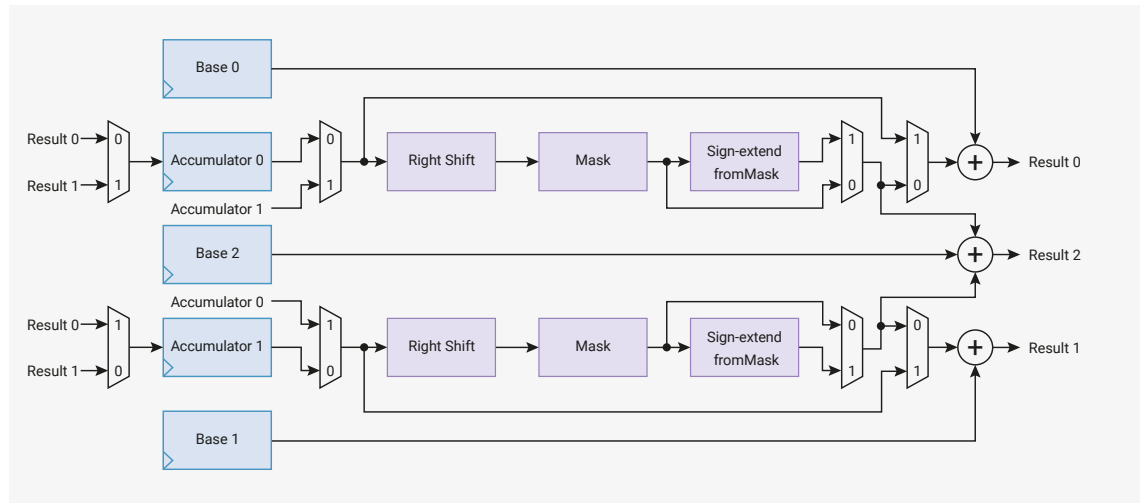 Base 0
Result 0
0
Result 1
1
Accumulator 0
0
1
Accumulator 1
Right Shift
Mask
Sign-extend
fromMask
1
0
1
0
+
Result 0
Base 2
+
Result 2
Result 0
1
Result 1
0
Accumulator 0
Accumulator 1
1
0
Right Shift
Mask
Sign-extend
fromMask
0
1
0
1
+
Result 1
Base 1